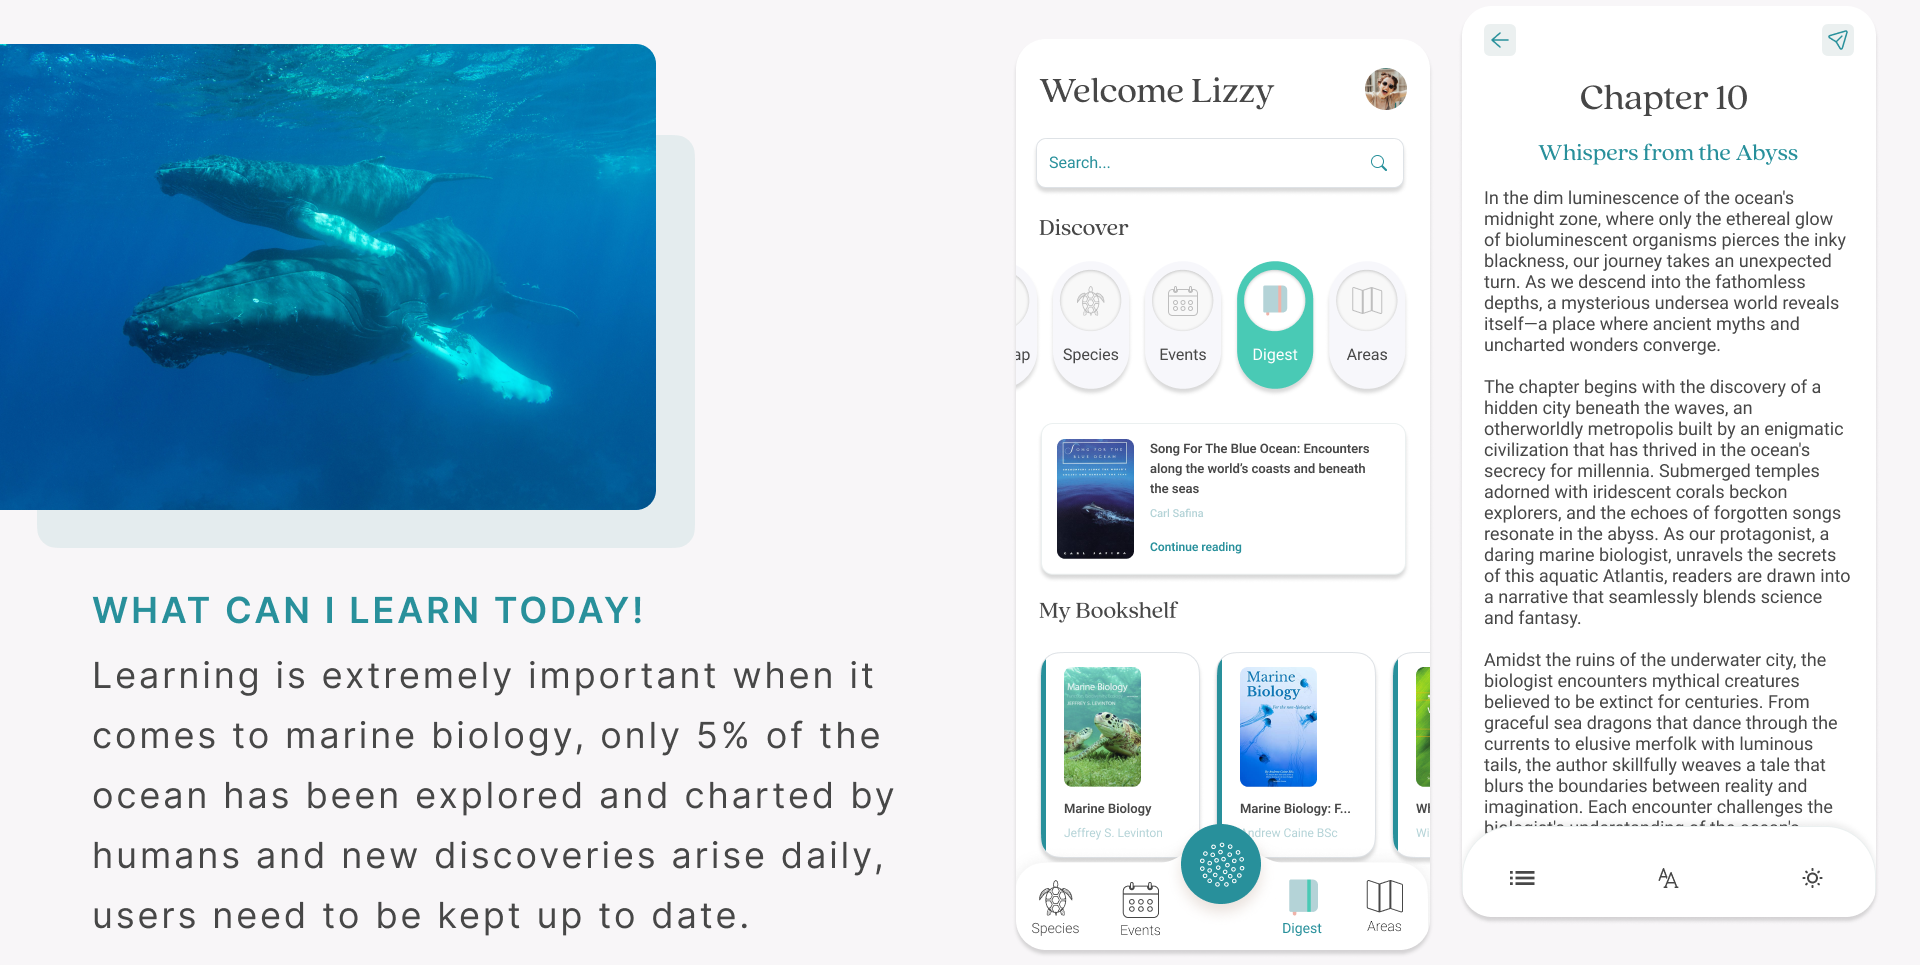 WHAT CAN I LEARN TODAY!
Learning is extremely important when it
comes to marine biology, only 5% of the
ocean has been explored and charted by
humans and new discoveries arise daily,
users need to be kept up to date.
Welcome Lizzy
Search...
Discover
ap
Species
Events
Digest
Areas
SONG FOR THE
BLUE OCEAN
CARL SAFINA
Song For The Blue Ocean: Encounters
along the world's coasts and beneath
the seas
Carl Safina
Continue reading
My Bookshelf
Marine Biology
JEFFREY S. LEVINTON
Marine Biology
Jeffrey S. Levinton
Marine
Biology
For the non-Biologist
Marine Biology: F...
Andrew Caine BSc
Wh
Wi
Species
Events
Digest
Areas
Chapter 10
Whispers from the Abyss
In the dim luminescence of the ocean's
midnight zone, where only the ethereal glow
of bioluminescent organisms pierces the inky
blackness, our journey takes an unexpected
turn. As we descend into the fathomless
depths, a mysterious undersea world reveals
itself—a place where ancient myths and
uncharted wonders converge.
The chapter begins with the discovery of a
hidden city beneath the waves, an
otherworldly metropolis built by an enigmatic
civilization that has thrived in the ocean's
secrecy for millennia. Submerged temples
adorned with iridescent corals beckon
explorers, and the echoes of forgotten songs
resonate in the abyss. As our protagonist, a
daring marine biologist, unravels the secrets
of this aquatic Atlantis, readers are drawn into
a narrative that seamlessly blends science
and fantasy.
Amidst the ruins of the underwater city, the
biologist encounters mythical creatures
believed to be extinct for centuries. From
graceful sea dragons that dance through the
currents to elusive merfolk with luminous
tails, the author skillfully weaves a tale that
blurs the boundaries between reality and
imagination. Each encounter challenges the
biologist's understanding of the ocean's
AA